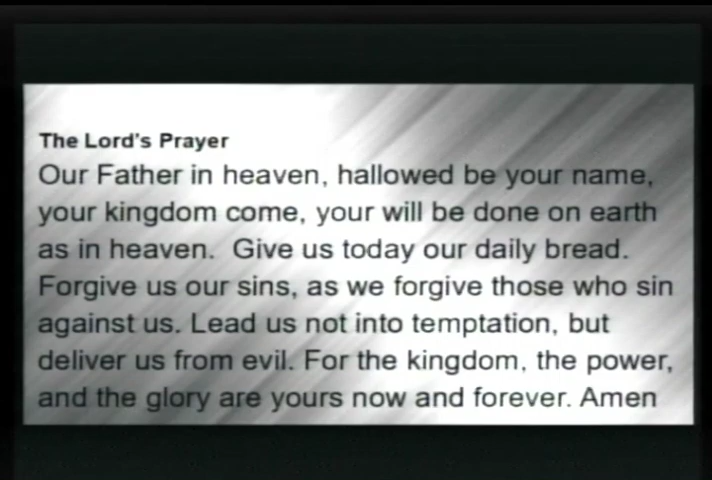 The Lord's Prayer
Our Father in heaven, hallowed be your name,
your kingdom come, your will be done on earth
as in heaven.  Give us today our daily bread.
Forgive us our sins, as we forgive those who sin
against us. Lead us not into temptation, but
deliver us from evil. For the kingdom, the power,
and the glory are yours now and forever. Amen